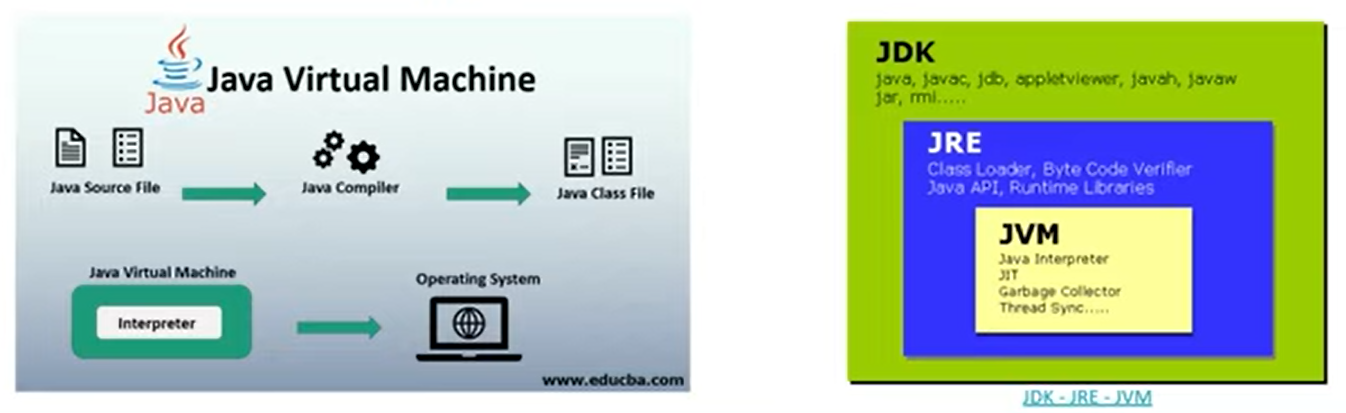 Java
Java Virtual Machine
Java Source File
Java Compiler
Java Class File
Java Virtual Machine
Interpreter
Operating System
www.educba.com
JDK
java, javac, jdb, appletviewer, javah, javaw
jar, rmi.....
JRE
Class Loader, Byte Code Verifier
Java API, Runtime Libraries
JVM
Java Interpreter
JIT
Garbage Collector
Thread Sync.....
JDK - JRE - JVM